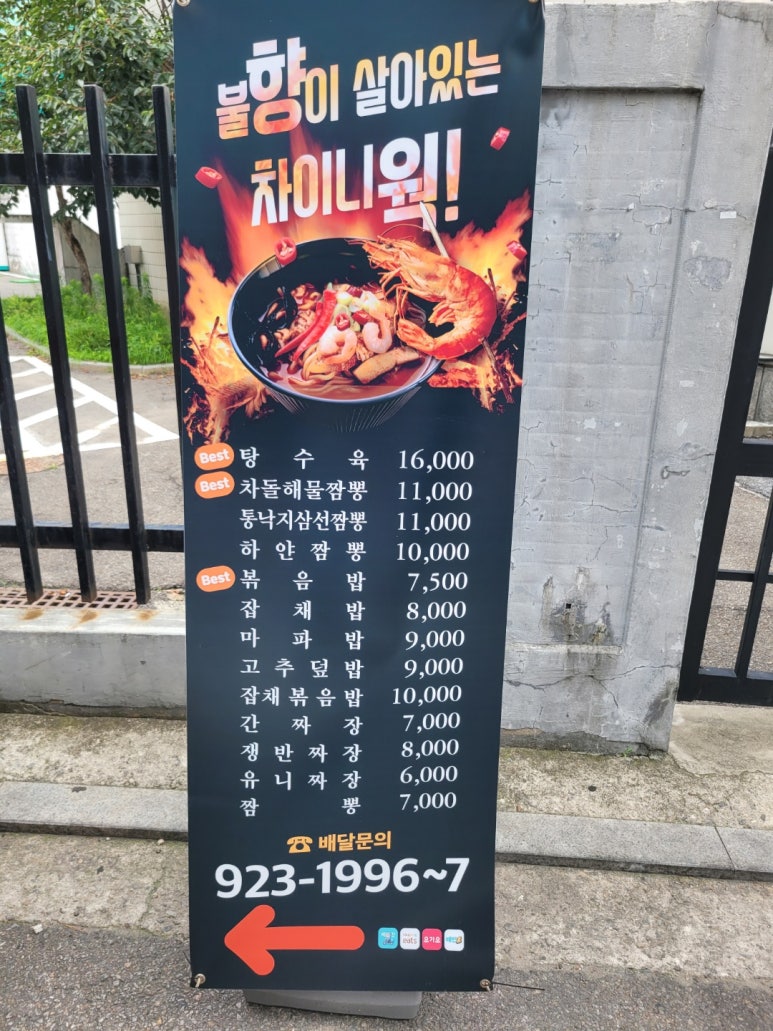 불향이 살아있는
차이니웍!
Best 탕수육 16,000
Best 차돌해물짬뽕 11,000
통낙지삼선짬뽕 11,000
하얀짬뽕 10,000
Best 볶음밥 7,500
잡채밥 8,000
마파밥 9,000
고추덮밥 9,000
잡채볶음밥 10,000
간짜장 7,000
쟁반짜장 8,000
유니짜장 6,000
짬뽕 7,000
☎ 배달문의
923-1996~7
eats 요기요